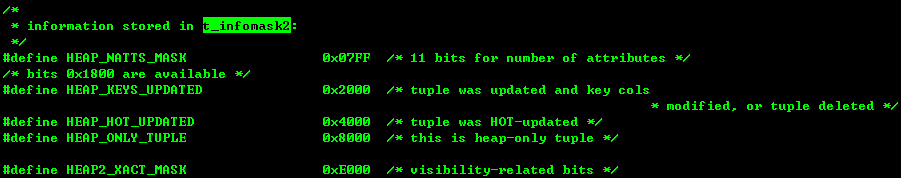 /*
 * information stored in t_infomask2:
 */
#define HEAP_NATTS_MASK 0x07FF /* 11 bits for number of attributes */
/* bits 0x1800 are available */
#define HEAP_KEYS_UPDATED 0x2000 /* tuple was updated and key cols
 * modified, or tuple deleted */
#define HEAP_HOT_UPDATED 0x4000 /* tuple was HOT-updated */
#define HEAP_ONLY_TUPLE 0x8000 /* this is heap-only tuple */
#define HEAP2_XACT_MASK 0xE000 /* visibility-related bits */